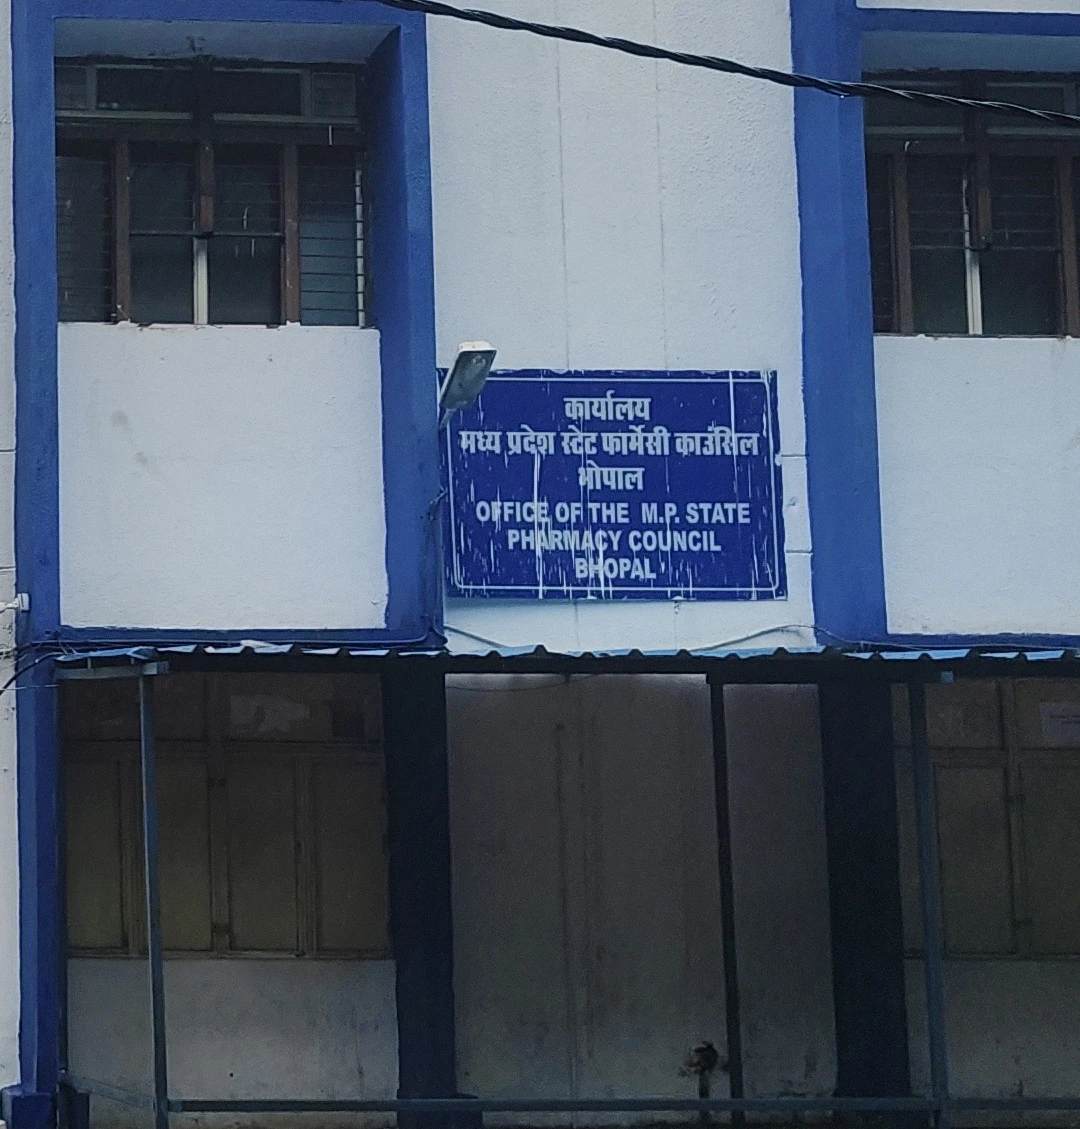 कार्यालय
मध्य प्रदेश स्टेट फार्मेसी काउंसिल
भोपाल
OFFICE OF THE M.P. STATE
PHARMACY COUNCIL
BHOPAL